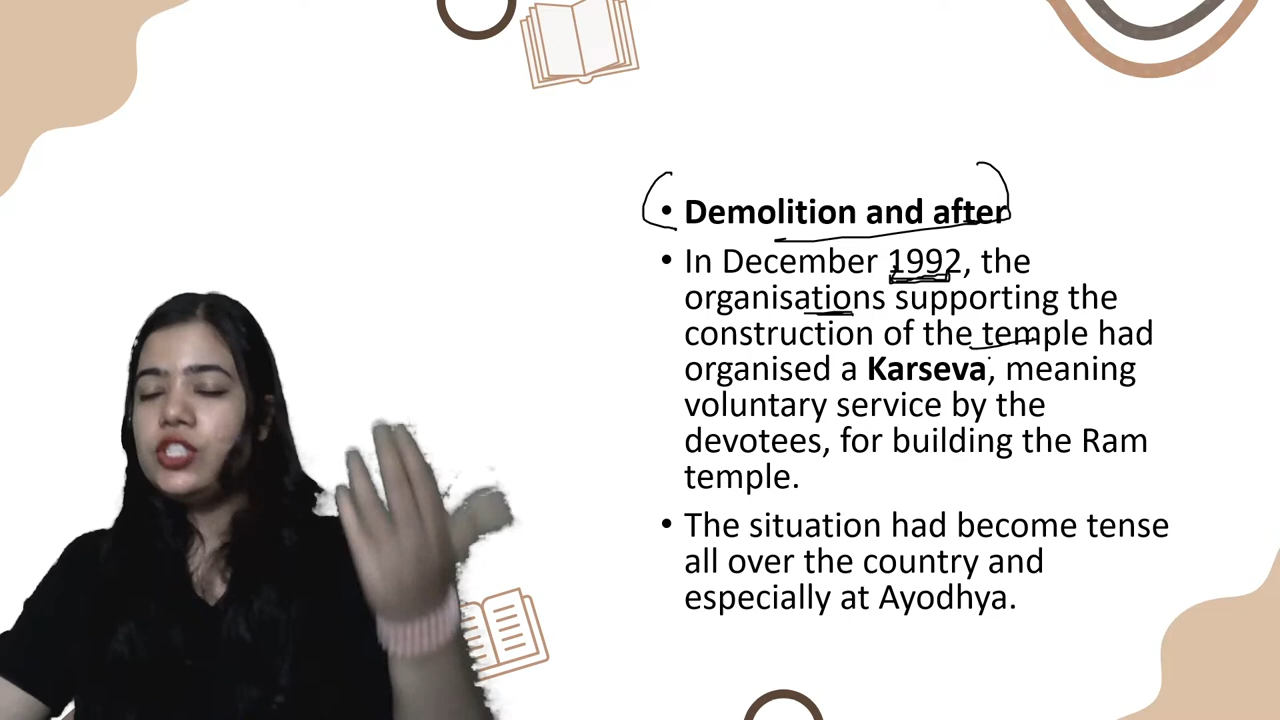 • Demolition and after
• In December 1992, the
organisations supporting the
construction of the temple had
organised a Karseva, meaning
voluntary service by the
devotees, for building the Ram
temple.
• The situation had become tense
all over the country and
especially at Ayodhya.